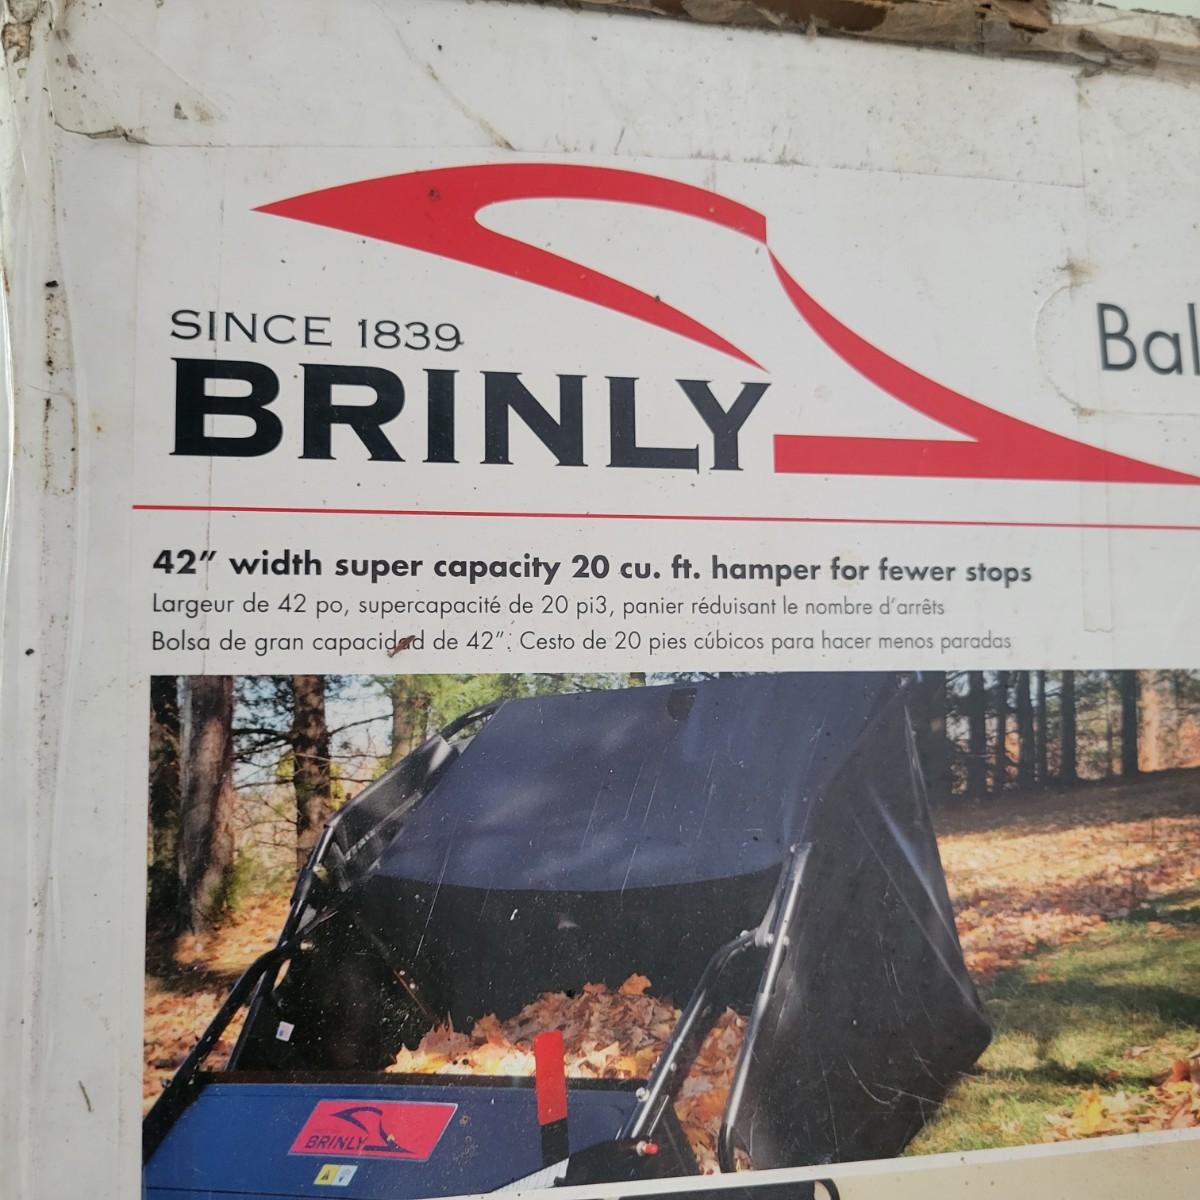 SINCE 1839
BRINLY
Bal
42" width super capacity 20 cu. ft. hamper for fewer stops
Largeur de 42 po, supercapacité de 20 pi3, panier réduisant le nombre d'arrêts
Bolsa de gran capacidad de 42". Cesto de 20 pies cúbicos para hacer menos paradas
BRINLY